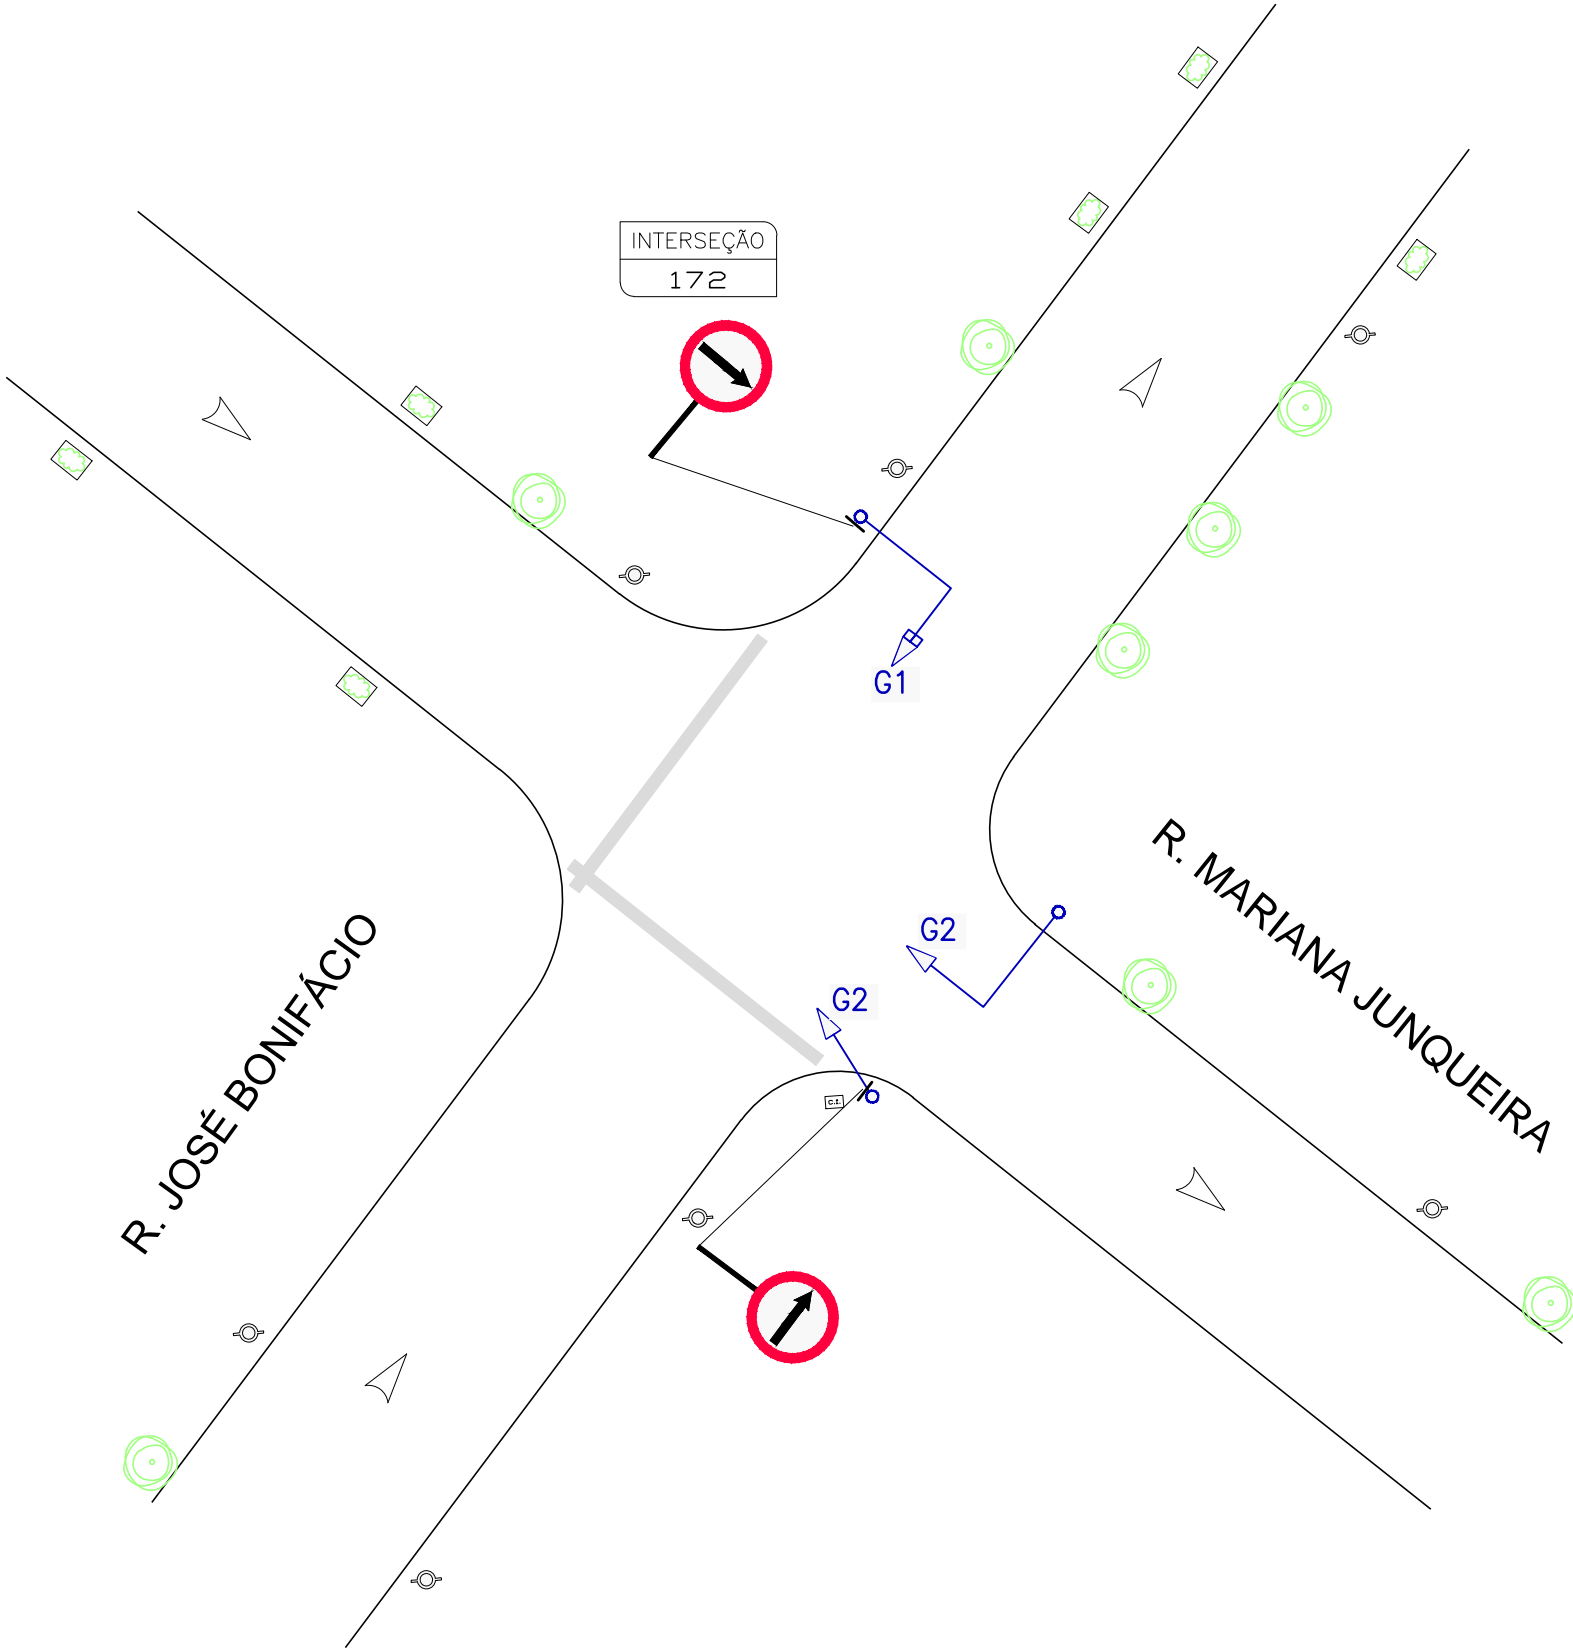 INTERSEÇÃO
172
G1
R. MARIANA JUNQUEIRA
G2
G2
R. JOSÉ BONIFÁCIO
C.I.